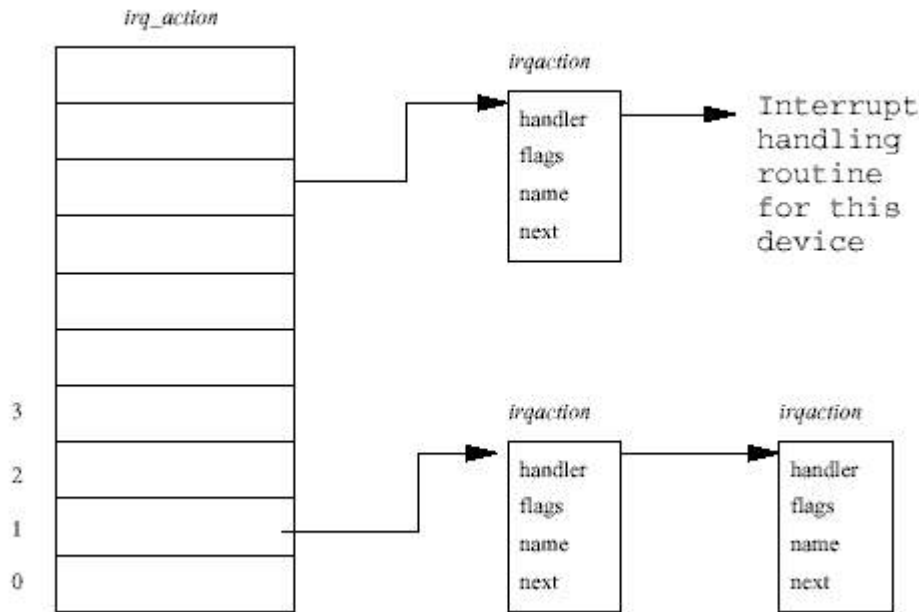 irq_action
irqaction
handler
flags
name
next
Interrupt
handling
routine
for this
device
3
2
1
0
irqaction
handler
flags
name
next
irqaction
handler
flags
name
next